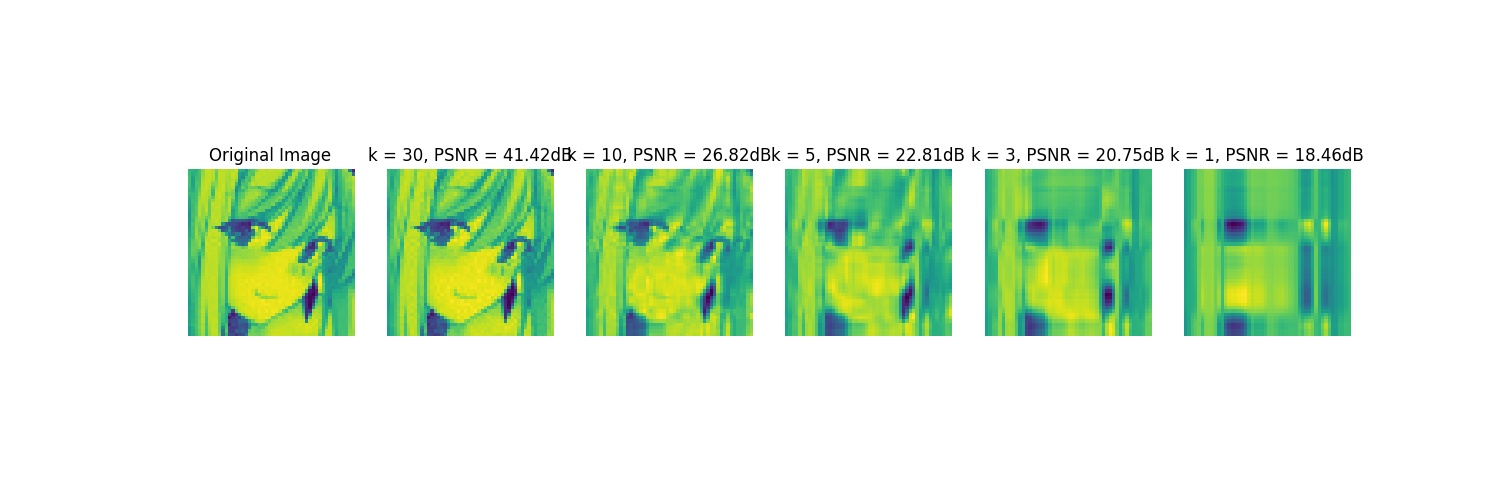 Original Image
k = 30, PSNR = 41.42dB
k = 10, PSNR = 26.82dB
k = 5, PSNR = 22.81dB
k = 3, PSNR = 20.75dB
k = 1, PSNR = 18.46dB